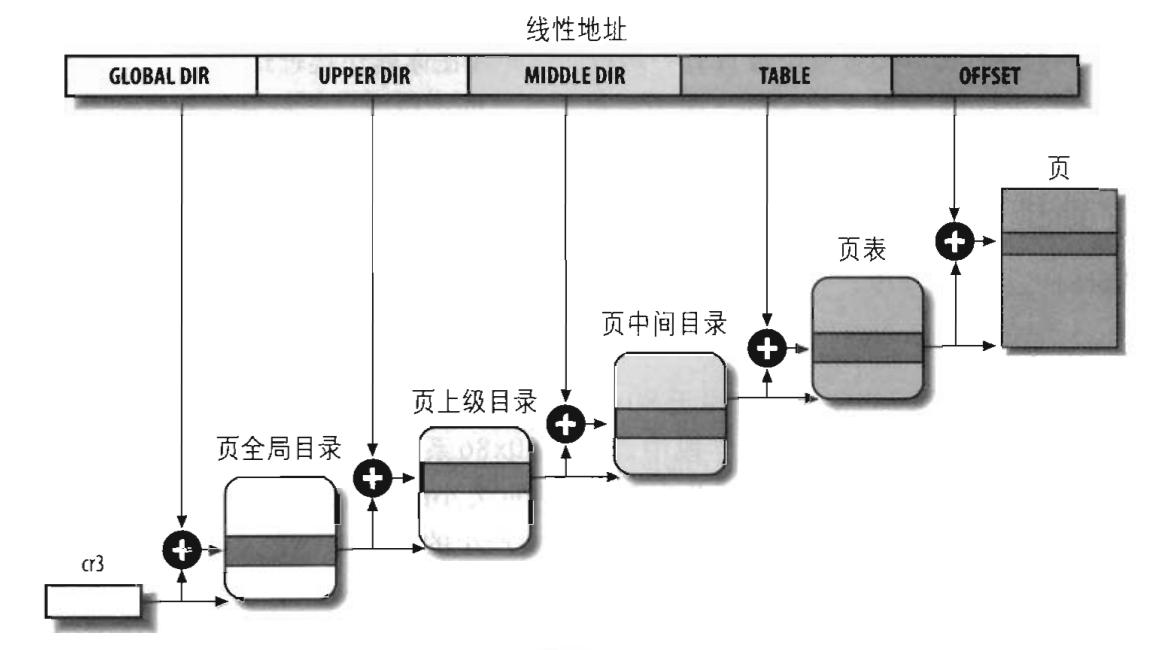 线性地址
GLOBAL DIR
UPPER DIR
MIDDLE DIR
TABLE
OFFSET
页
页表
页中间目录
页上级目录
页全局目录
cr3